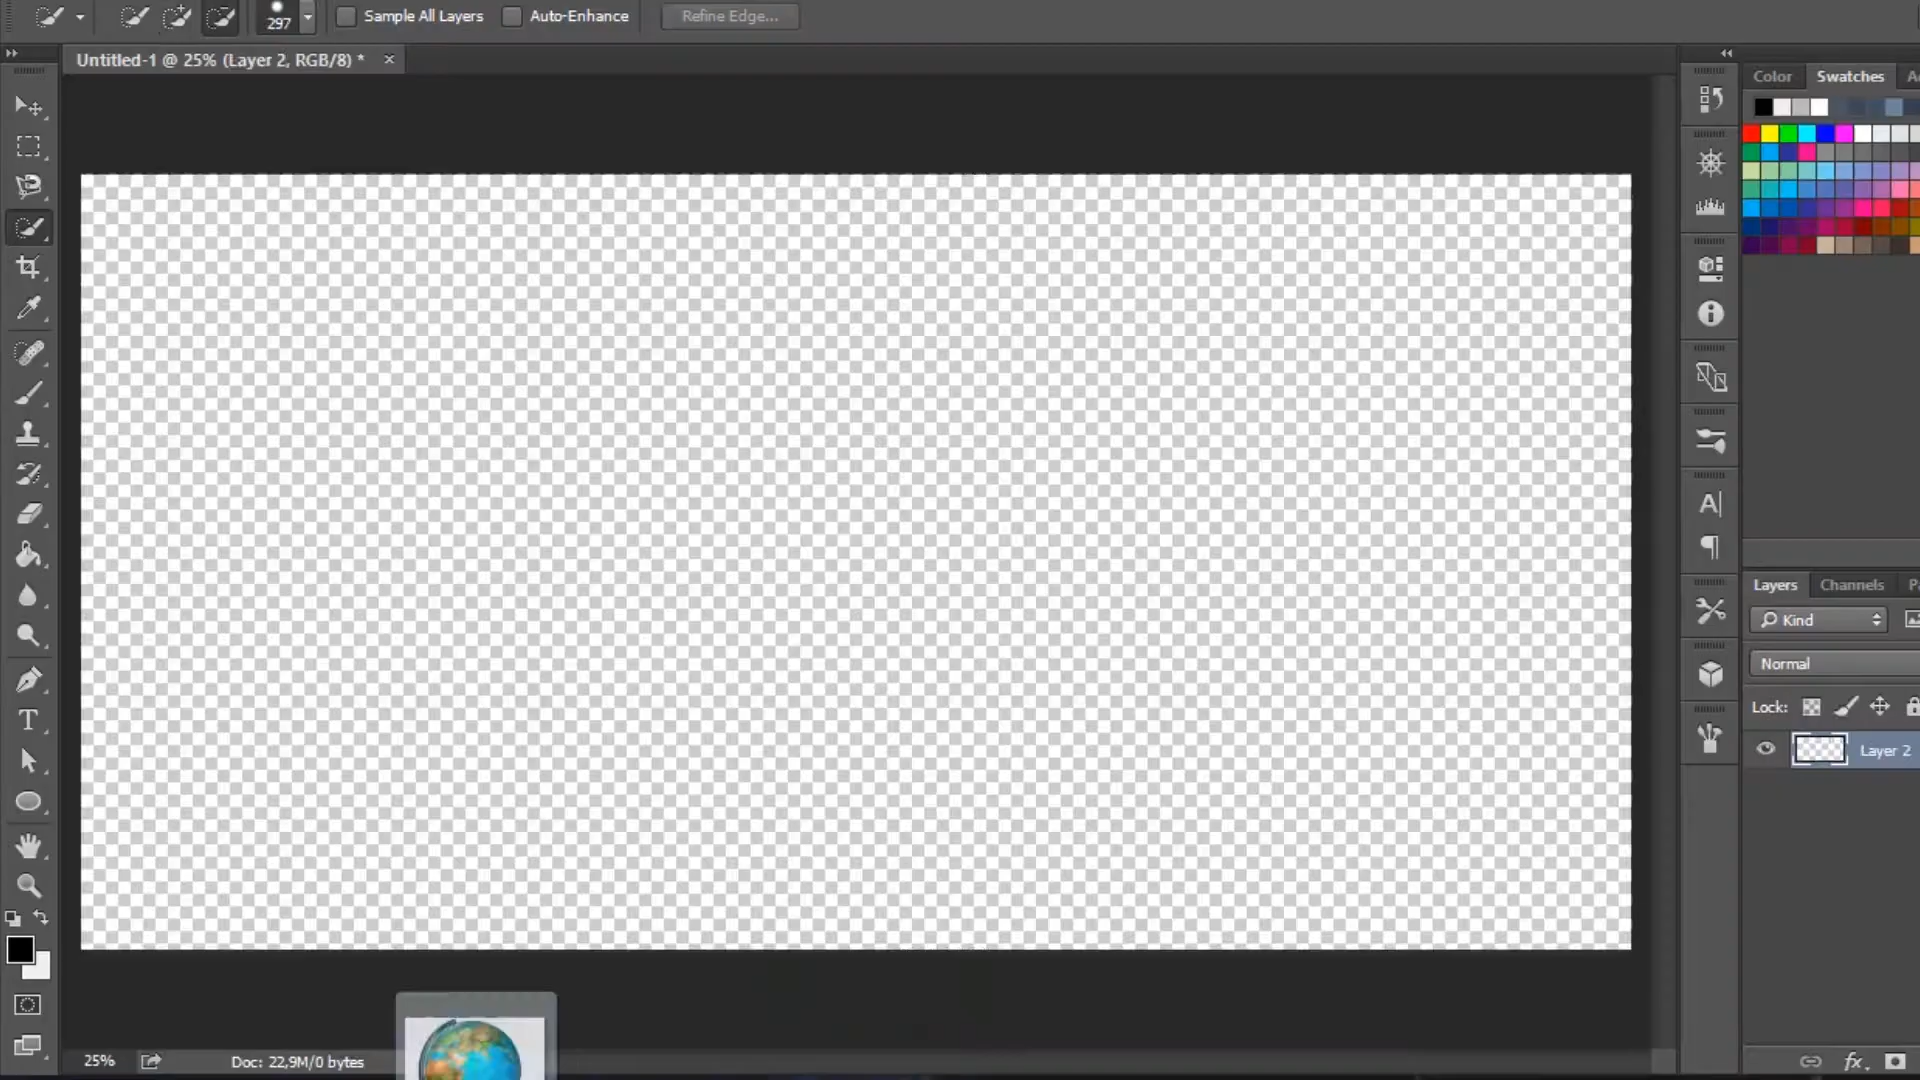 297
Sample All Layers
Auto-Enhance
Refine Edge...
Untitled-1 @ 25% (Layer 2, RGB/8) *
Color
Swatches
Layers
Channels
Kind
Normal
Lock:
Layer 2
fx
25%
Doc: 22,9M/0 bytes